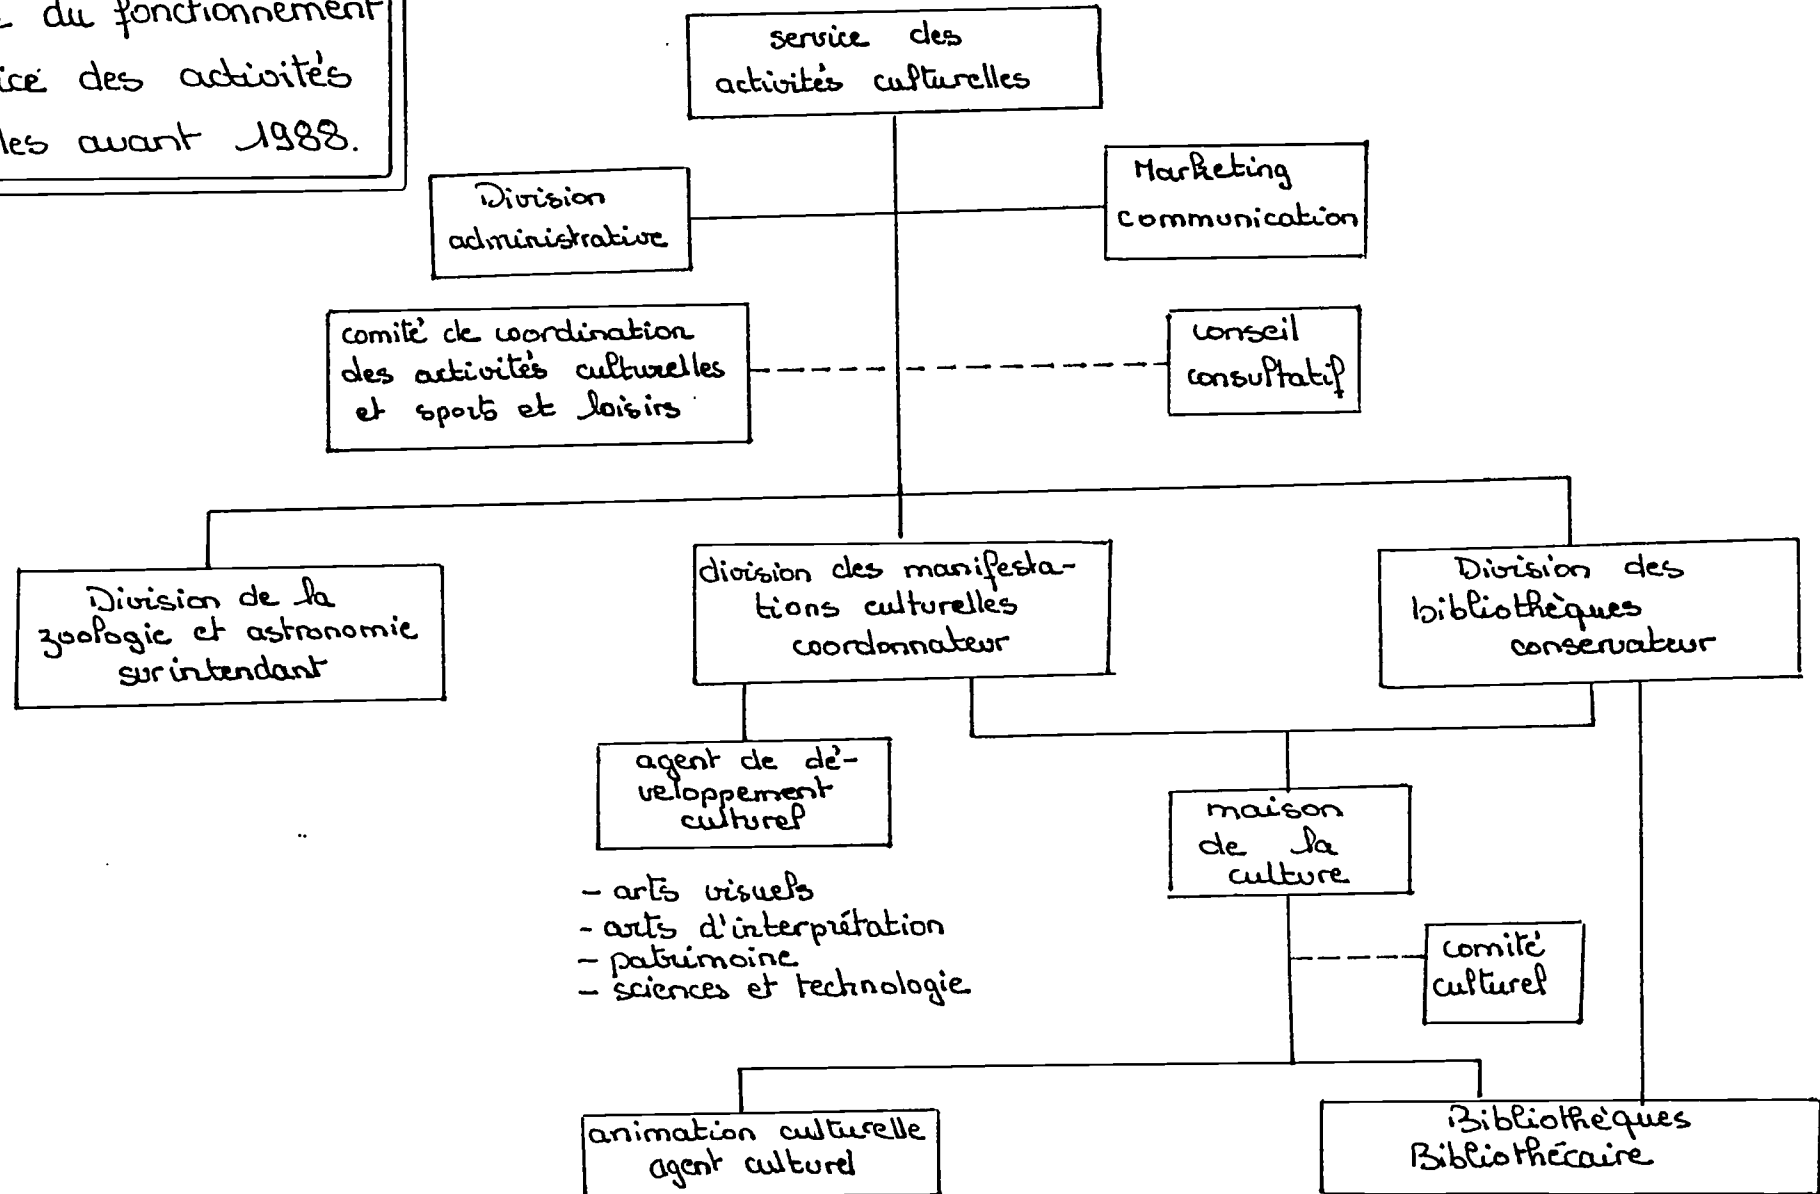 du fonctionnement
des activités
avant 1988.
service des
activités culturelles
Division
administrative
Marketing
communication
comité de coordination
des activités culturelles
et sports et loisirs
conseil
consultatif
Division de la
zoologie et astronomie
surintendant
division des manifesta-
tions culturelles
coordonnateur
Division des
bibliothèques
conservateur
agent de dé-
veloppement
culturel
- arts visuels
- arts d'interprétation
- patrimoine
- sciences et technologie
maison
de la
culture
comité
culturel
animation culturelle
agent culturel
Bibliothèques
Bibliothécaire